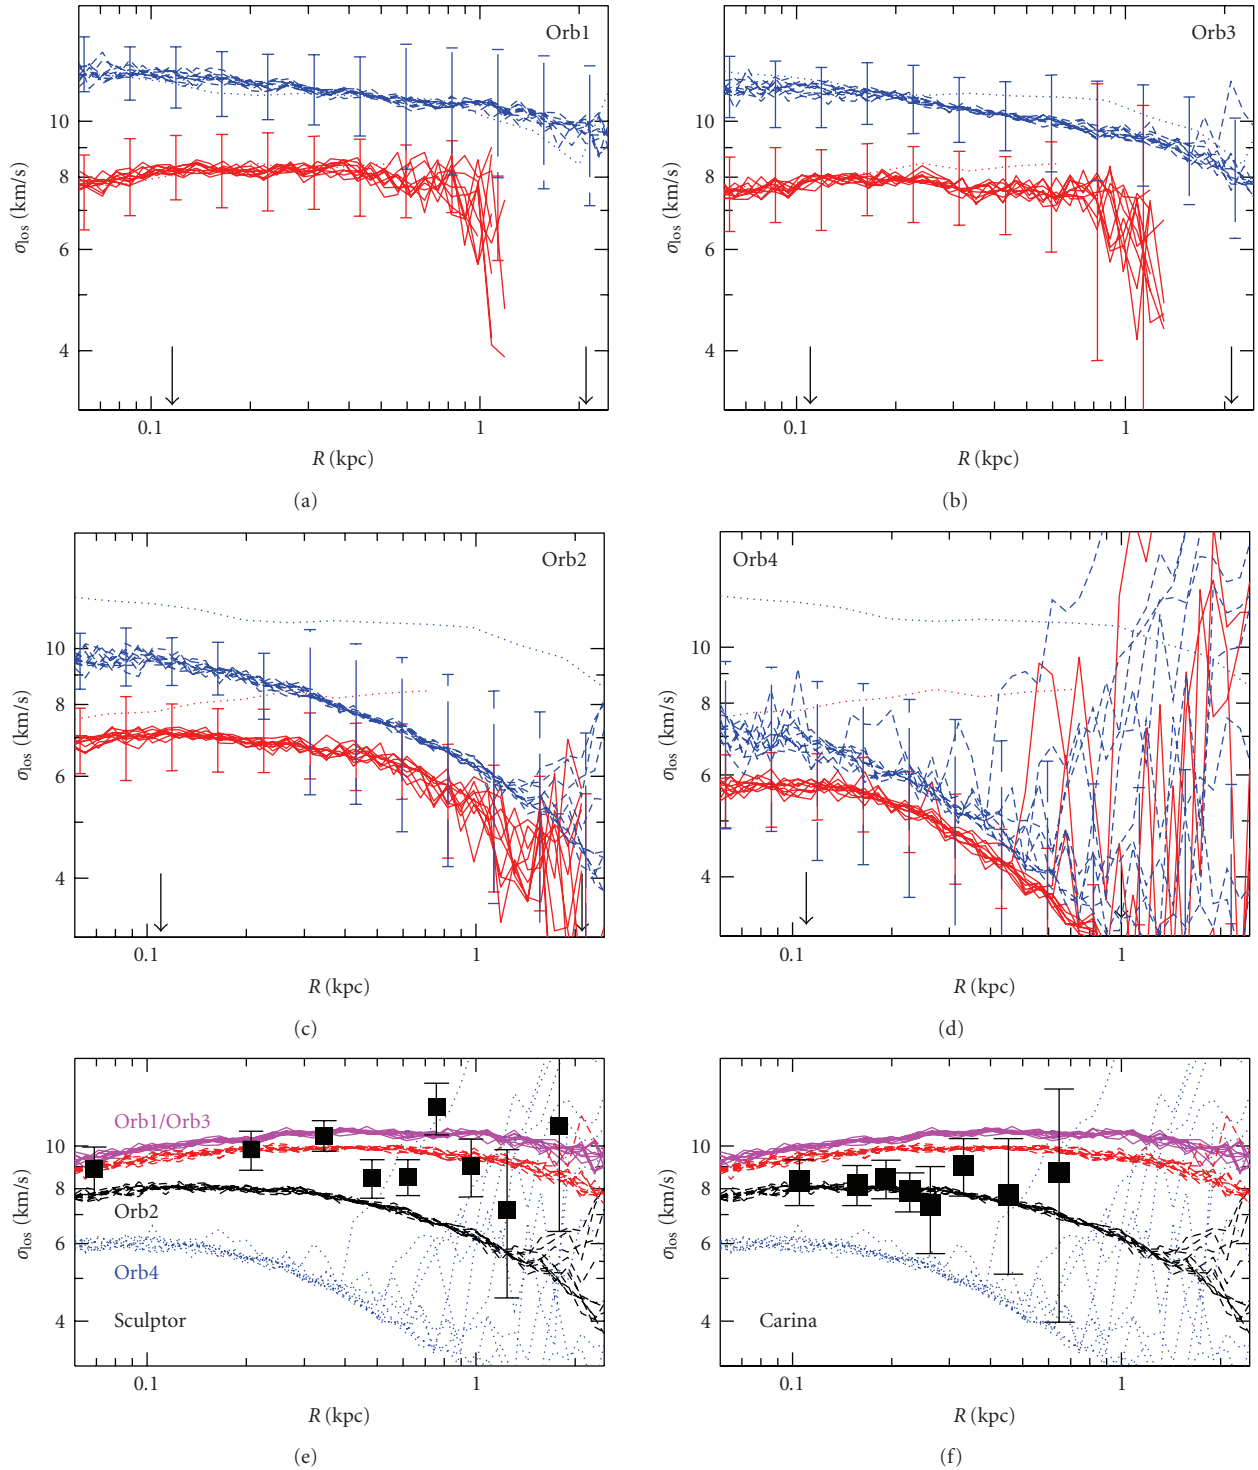 Orb1
10
8
6
4
σlos (km/s)
0.1
1
R (kpc)
(a)
Orb3
10
8
6
4
σlos (km/s)
0.1
1
R (kpc)
(b)
Orb2
10
8
6
4
σlos (km/s)
0.1
1
R (kpc)
(c)
Orb4
10
8
6
4
σlos (km/s)
0.1
1
R (kpc)
(d)
Orb1/Orb3
Orb2
Orb4
Sculptor
10
8
6
4
σlos (km/s)
0.1
1
R (kpc)
(e)
Carina
10
8
6
4
σlos (km/s)
0.1
1
R (kpc)
(f)